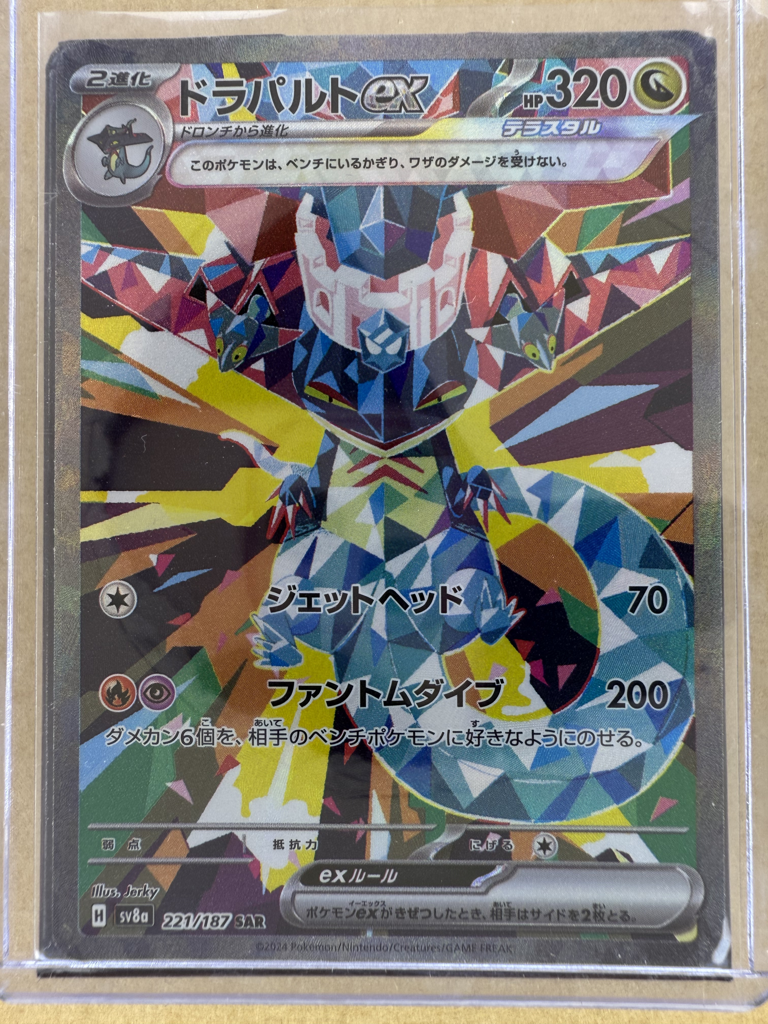 2進化
ドラパルトex
HP320
ドロンチから進化
テラスタル
このポケモンは、ベンチにいるかぎり、ワザのダメージを受けない。
ジェットヘッド 70
ファントムダイブ 200
ダメカン6個を、相手のベンチポケモンに好きなようにのせる。
弱点 抵抗力 にげる
exルール
ポケモンexがきぜつしたとき、相手はサイドを2枚とる。
Illus. Jerky
H sv8a 221/187 SAR
©2024 Pokémon/Nintendo/Creatures/GAME FREAK